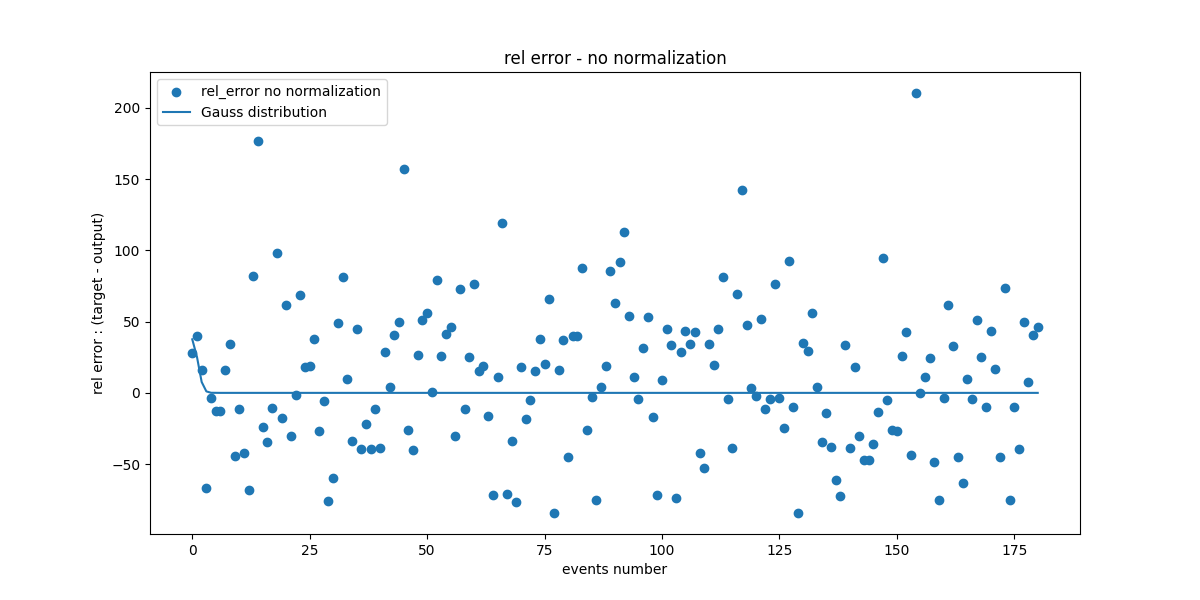 rel error - no normalization
rel_error no normalization
Gauss distribution
rel error : (target - output)
200
150
100
50
0
−50
0 25 50 75 100 125 150 175
events number